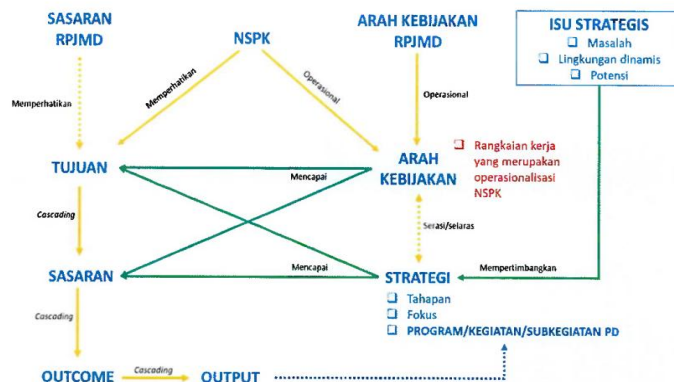 SASARAN
RPJMD
NSPK
ARAH KEBIJAKAN
RPJMD
ISU STRATEGIS
Masalah
Lingkungan dinamis
Potensi
Memperhatikan
Memperhatikan
Operasional
Operasional
TUJUAN
Mencapai
ARAH
KEBIJAKAN
Rangkaian kerja
yang merupakan
operasionalisasi
NSPK
Cascading
Serasi/selaras
SASARAN
Mencapai
STRATEGI
Mempertimbangkan
Tahapan
Fokus
PROGRAM/KEGIATAN/SUBKEGIATAN PD
Cascading
OUTCOME
Cascading
OUTPUT